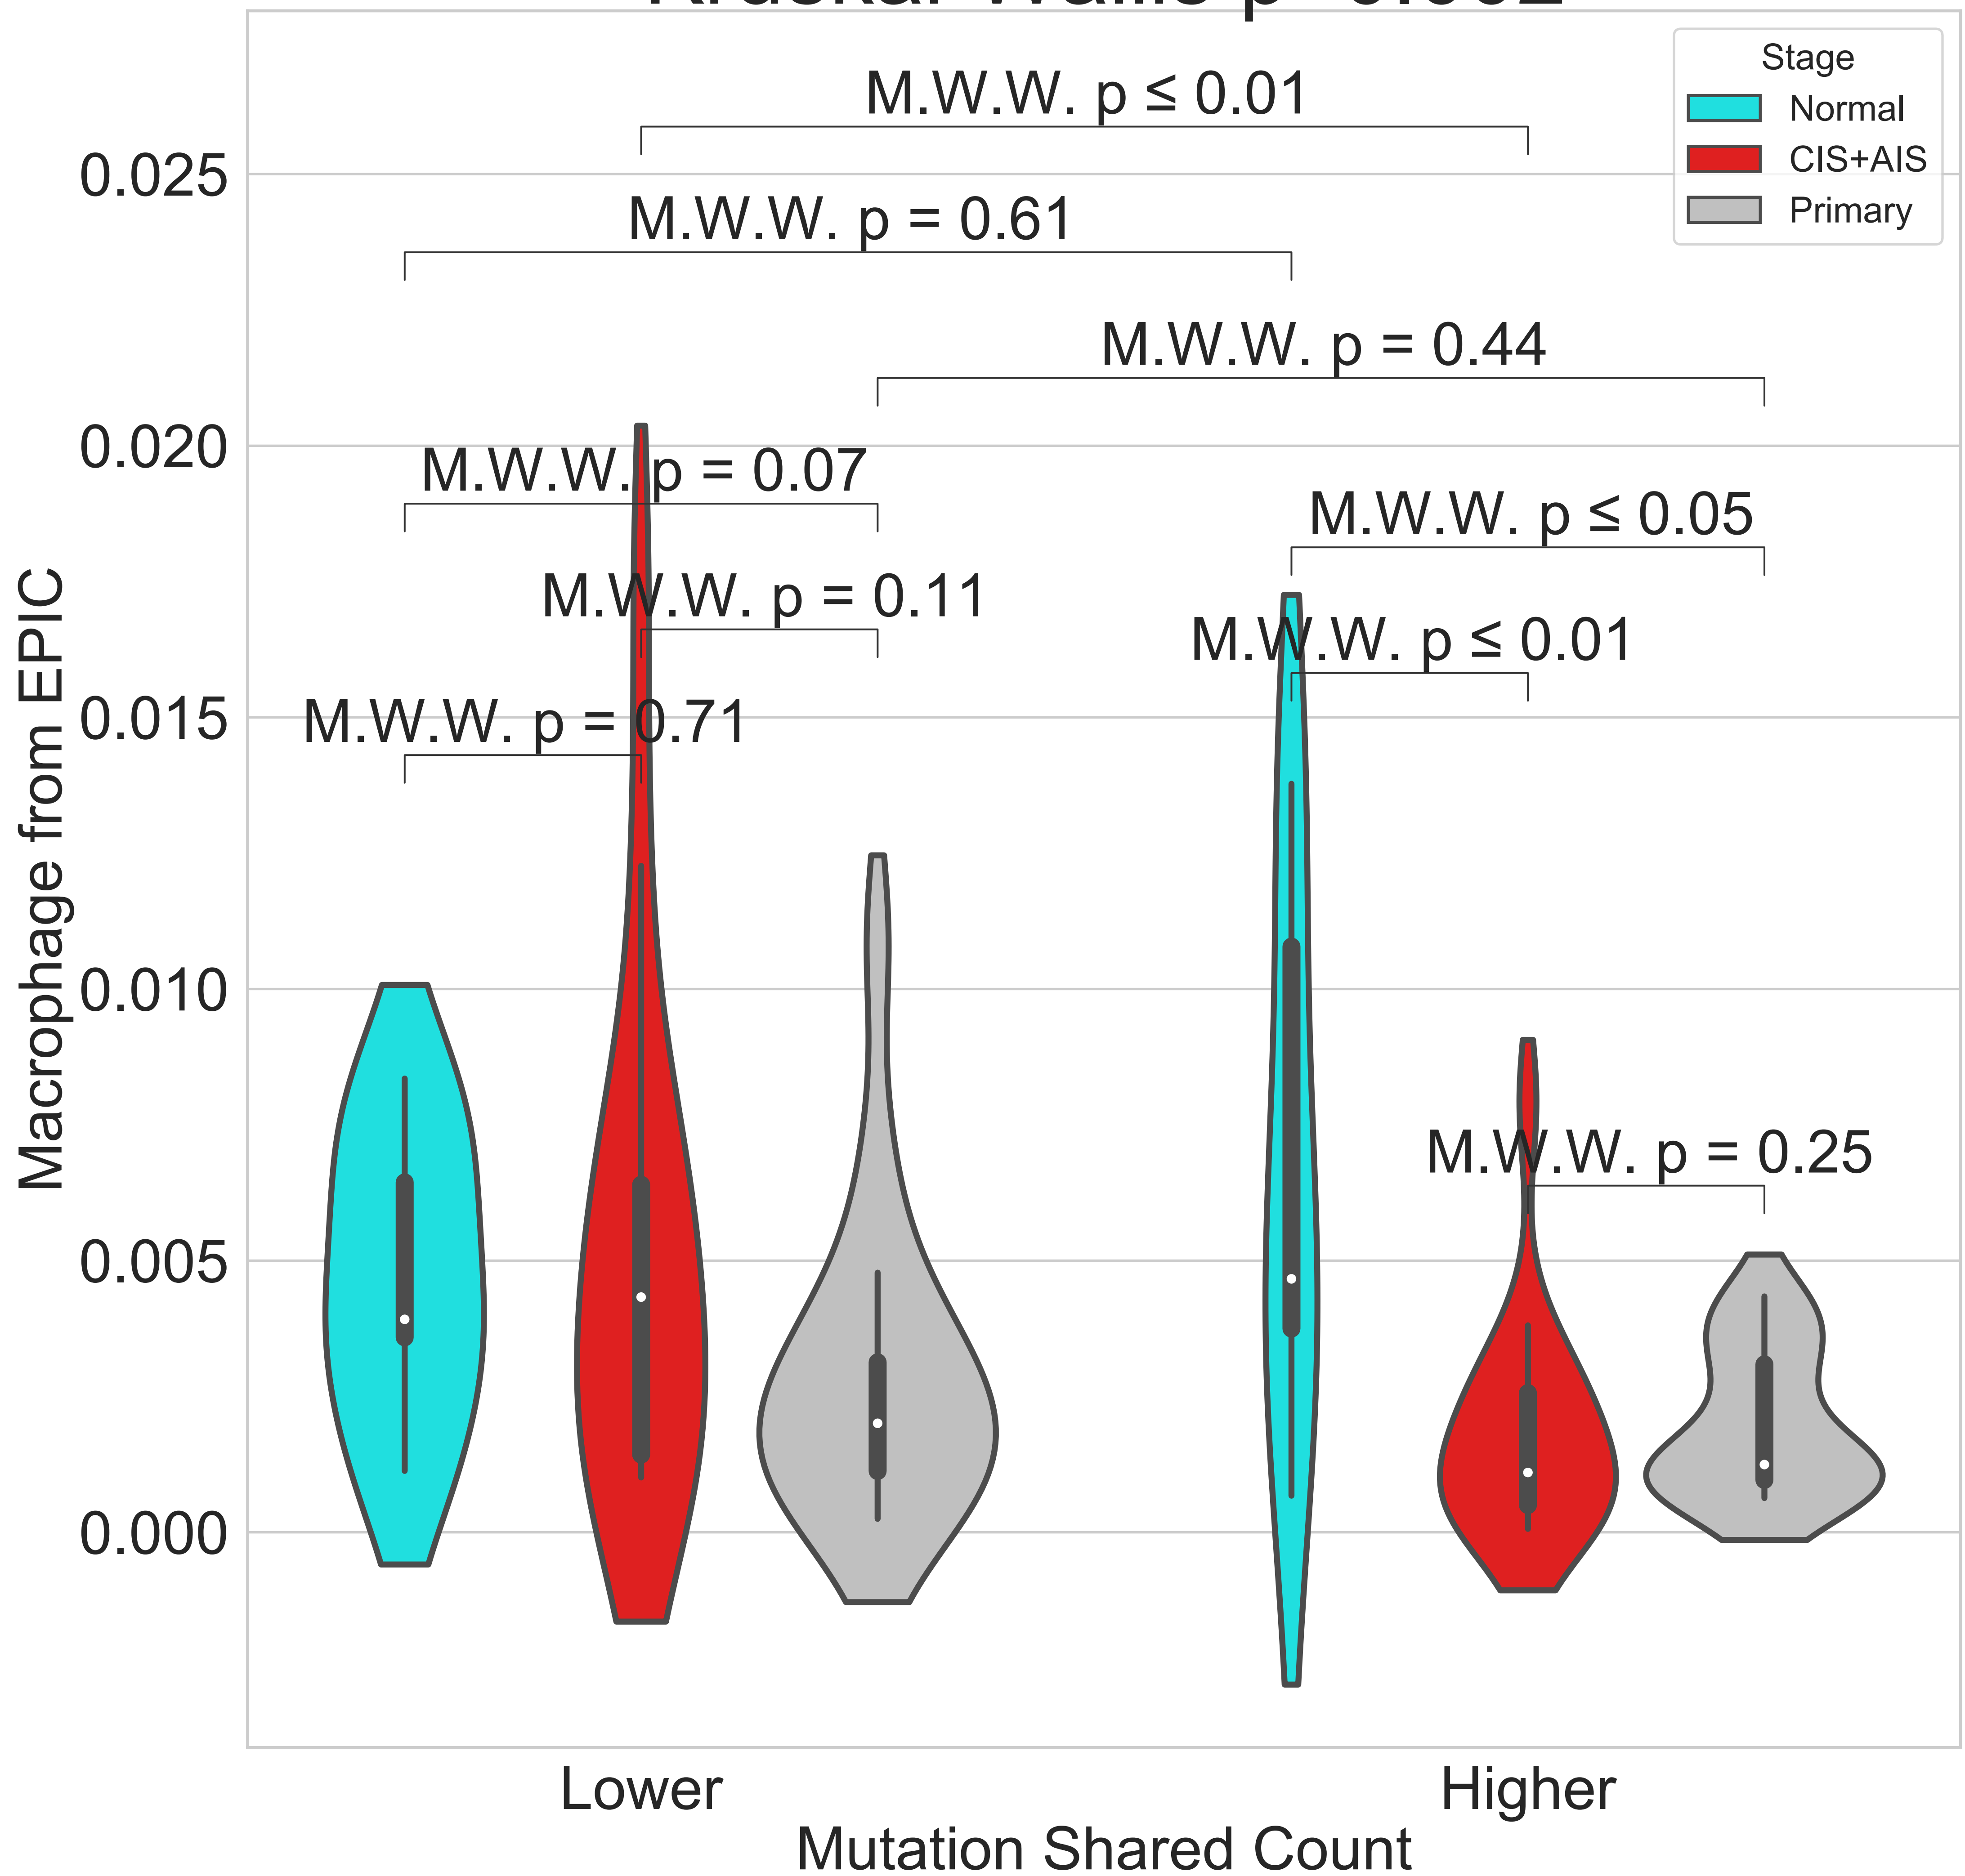 M.W.W. p ≤ 0.01
Stage
Normal
CIS+AIS
Primary
M.W.W. p = 0.61
M.W.W. p = 0.44
M.W.W. p = 0.07
M.W.W. p ≤ 0.05
M.W.W. p = 0.11
M.W.W. p ≤ 0.01
M.W.W. p = 0.71
M.W.W. p = 0.25
0.025
0.020
0.015
0.010
0.005
0.000
Macrophage from EPIC
Lower
Higher
Mutation Shared Count